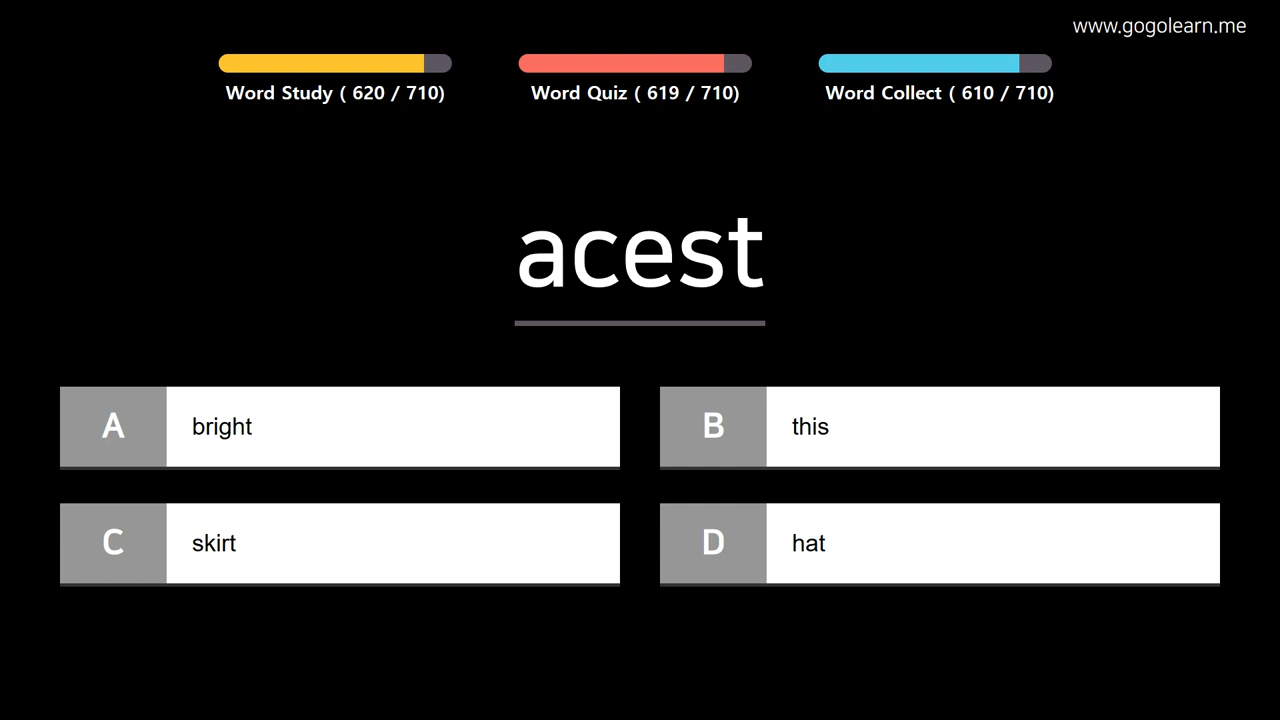 www.gogolearn.me
Word Study ( 620 / 710)
Word Quiz ( 619 / 710)
Word Collect ( 610 / 710)
acest
A bright
B this
C skirt
D hat